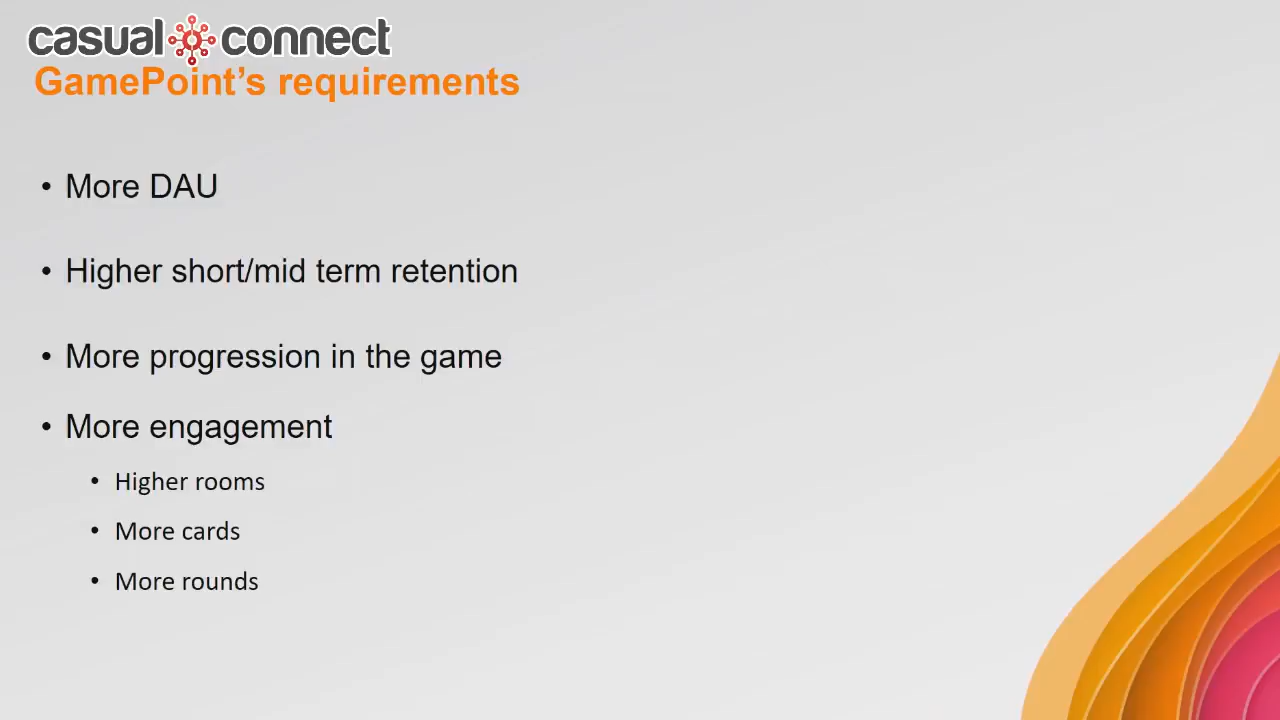 casual connect
GamePoint’s requirements
• More DAU
• Higher short/mid term retention
• More progression in the game
• More engagement
• Higher rooms
• More cards
• More rounds